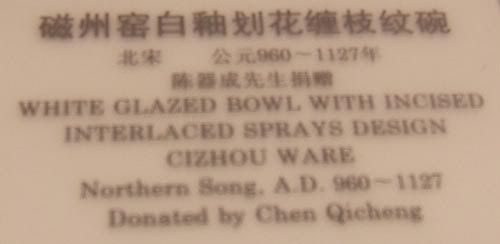 磁州窑白釉划花缠枝纹碗
北宋 公元960~1127年
陈器成先生捐赠
WHITE GLAZED BOWL WITH INCISED
INTERLACED SPRAYS DESIGN
CIZHOU WARE
Northern Song, A.D. 960~1127
Donated by Chen Qicheng